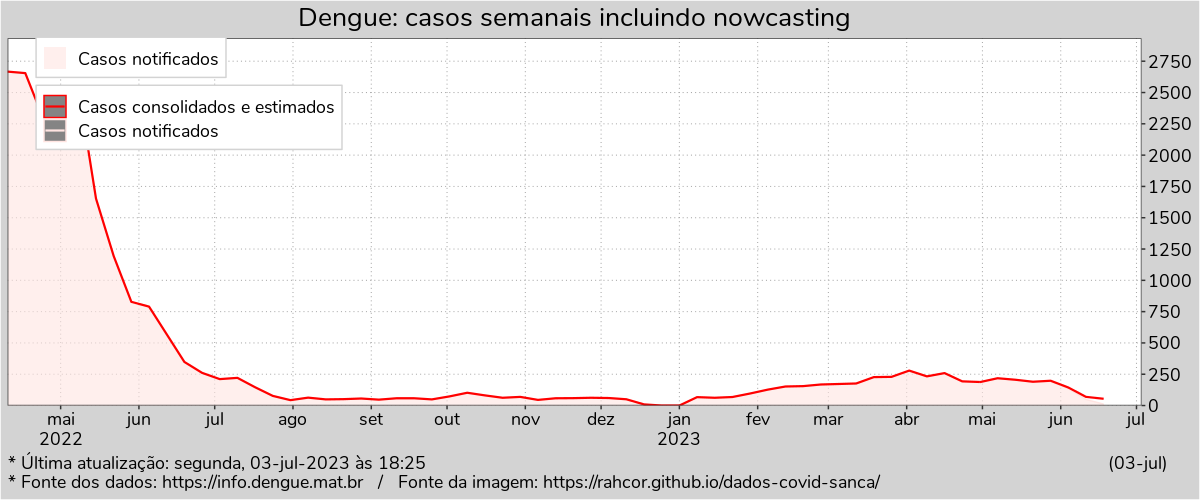 Dengue: casos semanais incluindo nowcasting
Casos notificados
Casos consolidados e estimados
Casos notificados
2750
2500
2250
2000
1750
1500
1250
1000
750
500
250
0
mai jun jul ago set out nov dez jan fev mar abr mai jun jul
2022 2023
* Última atualização: segunda, 03-jul-2023 às 18:25 (03-jul)
* Fonte dos dados: https://info.dengue.mat.br / Fonte da imagem: https://rahcor.github.io/dados-covid-sanca/